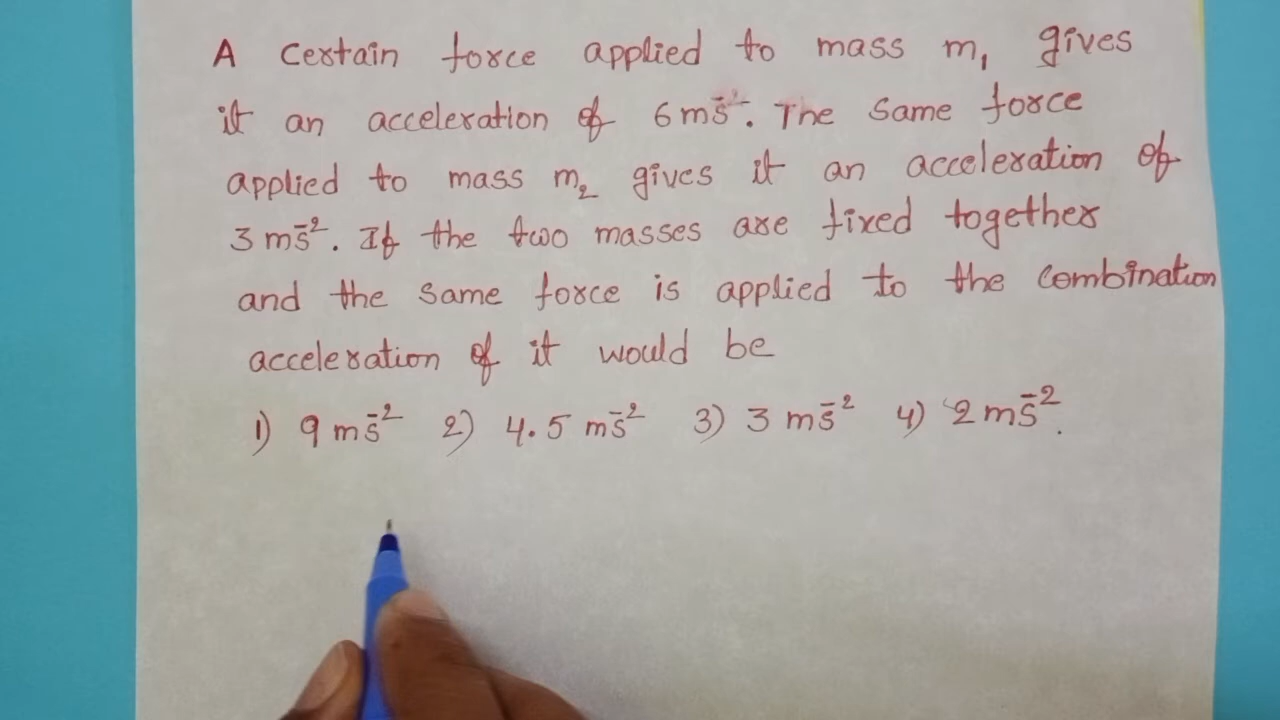 A certain force applied to mass m₁ gives
it an acceleration of 6 ms̄². The same force
applied to mass m₂ gives it an acceleration of
3 ms̄². If the two masses are fixed together
and the same force is applied to the combination
acceleration of it would be
1) 9 ms̄² 2) 4.5 ms̄² 3) 3 ms̄² 4) 2 ms̄².